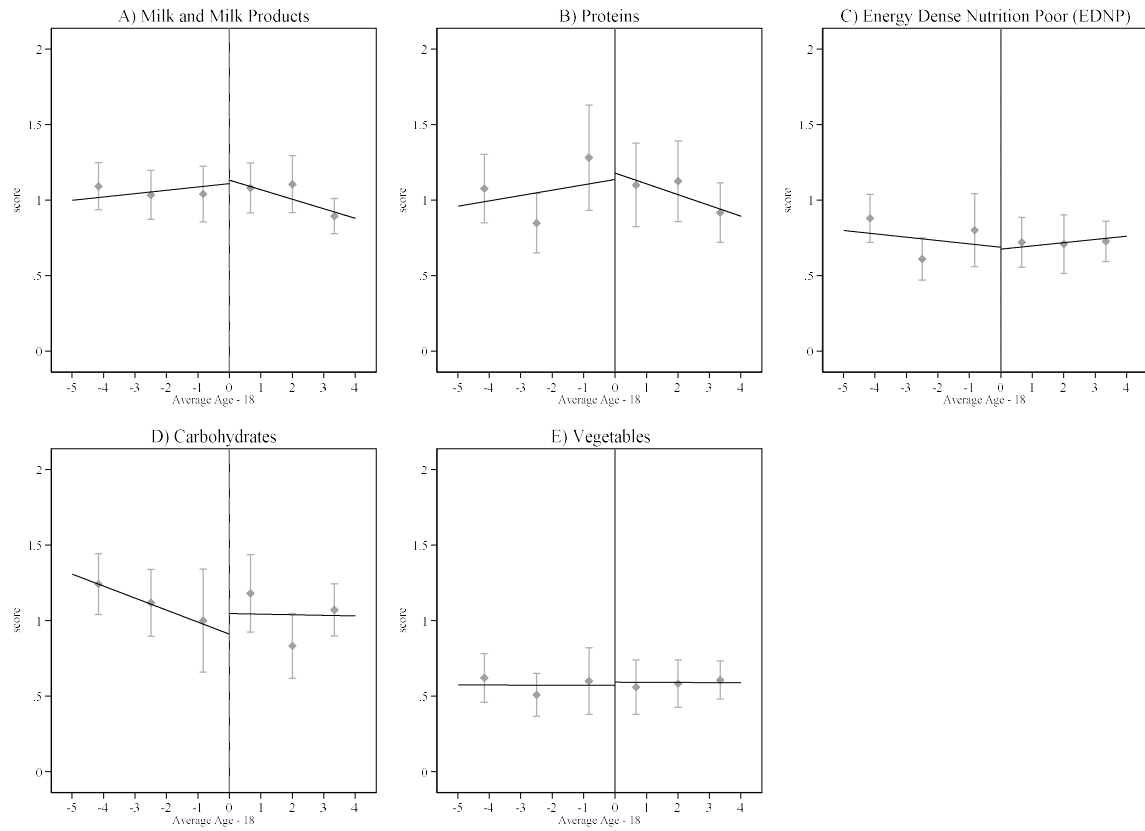 A) Milk and Milk Products
2
1.5
1
.5
0
score
-5 -4 -3 -2 -1 0 1 2 3 4
Average Age - 18
B) Proteins
2
1.5
1
.5
0
score
-5 -4 -3 -2 -1 0 1 2 3 4
Average Age - 18
C) Energy Dense Nutrition Poor (EDNP)
2
1.5
1
.5
0
score
-5 -4 -3 -2 -1 0 1 2 3 4
Average Age - 18
D) Carbohydrates
2
1.5
1
.5
0
score
-5 -4 -3 -2 -1 0 1 2 3 4
Average Age - 18
E) Vegetables
2
1.5
1
.5
0
score
-5 -4 -3 -2 -1 0 1 2 3 4
Average Age - 18